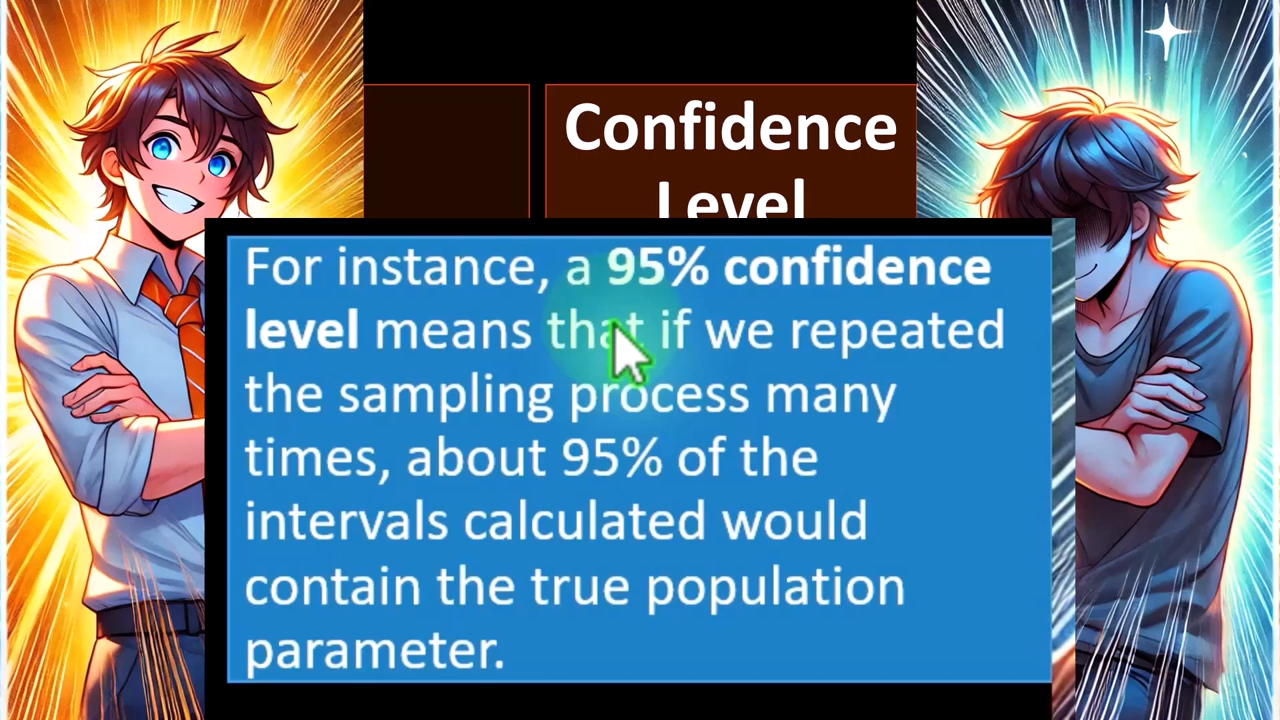 Confidence
Level
For instance, a 95% confidence
level means that if we repeated
the sampling process many
times, about 95% of the
intervals calculated would
contain the true population
parameter.